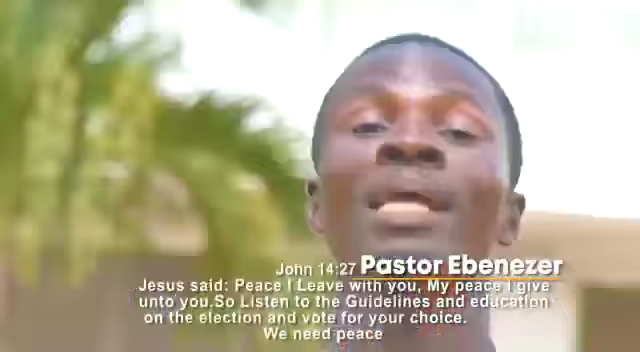 John 14:27 Pastor Ebenezer
Jesus said: Peace I Leave with you, My peace I give
unto you.So Listen to the Guidelines and education
on the election and vote for your choice.
We need peace